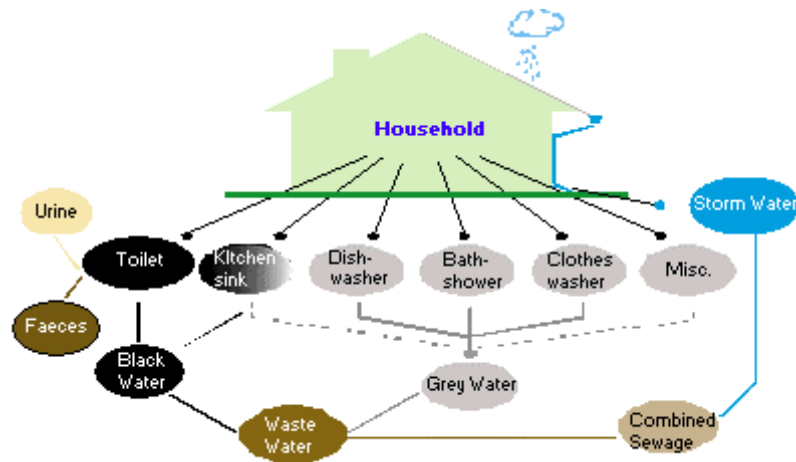 Household
Urine
Storm Water
Toilet
Kitchen
sink
Dish-
washer
Bath-
shower
Clothes
washer
Misc.
Faeces
Black
Water
Grey Water
Waste
Water
Combined
Sewage